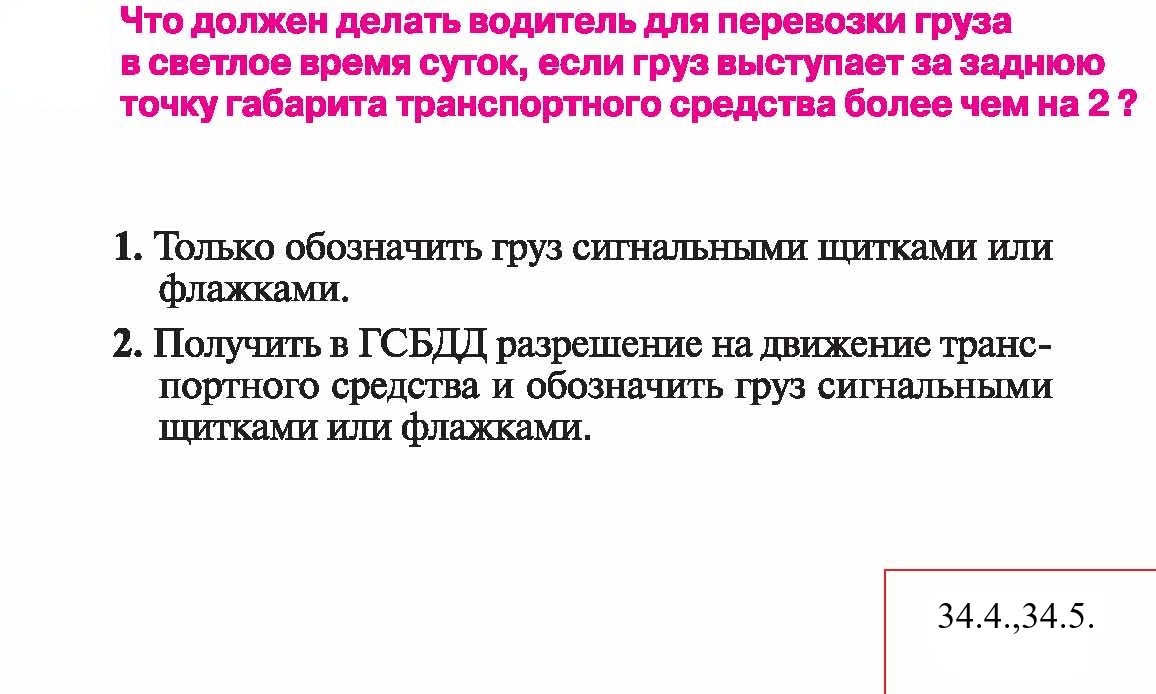 Что должен делать водитель для перевозки груза
в светлое время суток, если груз выступает за заднюю
точку габарита транспортного средства более чем на 2 ?
1. Только обозначить груз сигнальными щитками или
флажками.
2. Получить в ГСБДД разрешение на движение транс-
портного средства и обозначить груз сигнальными
щитками или флажками.
34.4.,34.5.